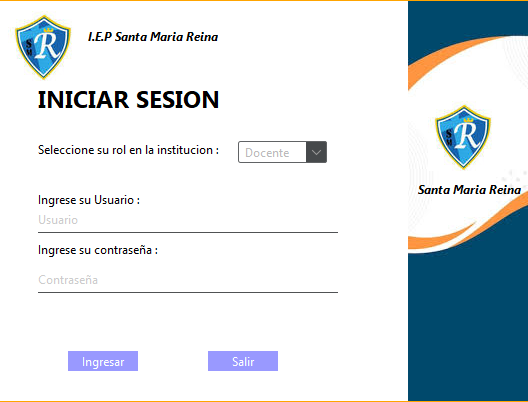 I.E.P Santa Maria Reina
INICIAR SESION
Seleccione su rol en la institucion :
Docente
Ingrese su Usuario :
Usuario
Ingrese su contraseña :
Contraseña
Ingresar
Salir
R
Santa Maria Reina